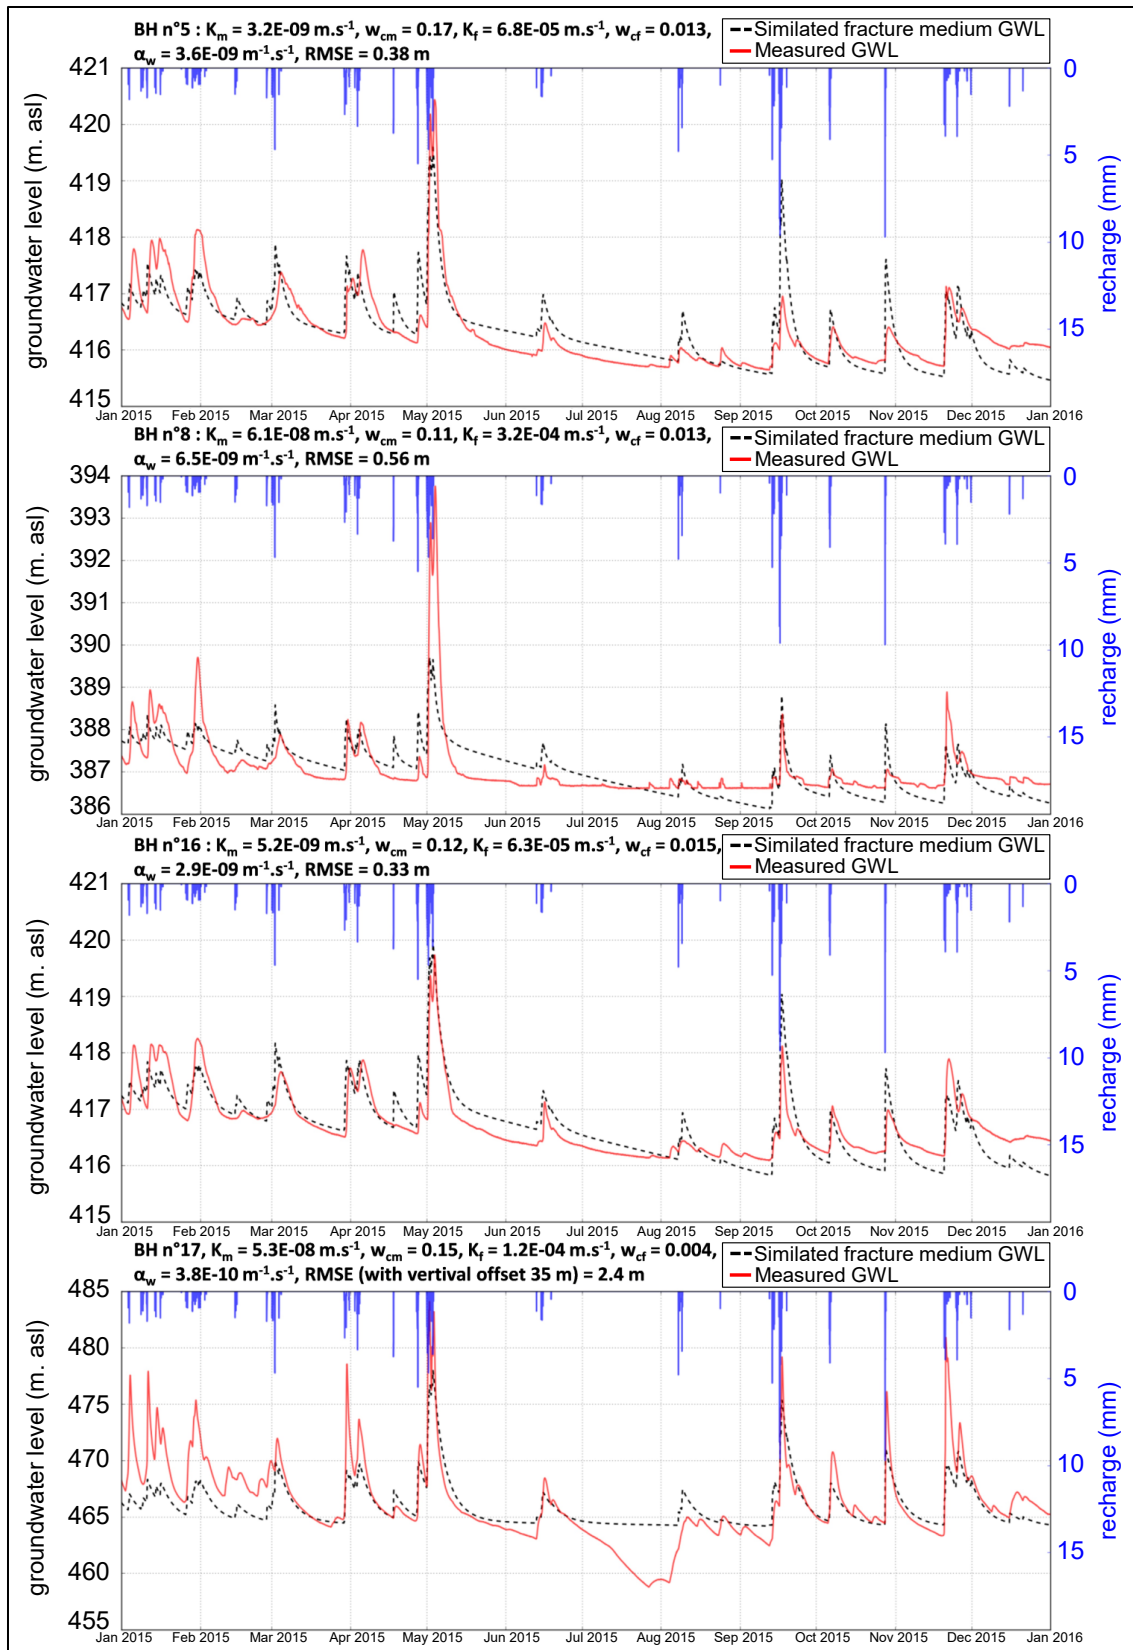 BH n°5 : Km = 3.2E-09 m.s-1, wcm = 0.17, Kf = 6.8E-05 m.s-1, wcf = 0.013,
αw = 3.6E-09 m-1.s-1, RMSE = 0.38 m
Similated fracture medium GWL
Measured GWL
groundwater level (m. asl)
421
420
419
418
417
416
415
0
5
10
15
recharge (mm)
Jan 2015 Feb 2015 Mar 2015 Apr 2015 May 2015 Jun 2015 Jul 2015 Aug 2015 Sep 2015 Oct 2015 Nov 2015 Dec 2015 Jan 2016
BH n°8 : Km = 6.1E-08 m.s-1, wcm = 0.11, Kf = 3.2E-04 m.s-1, wcf = 0.013,
αw = 6.5E-09 m-1.s-1, RMSE = 0.56 m
Similated fracture medium GWL
Measured GWL
groundwater level (m. asl)
394
393
392
391
390
389
388
387
386
0
5
10
15
recharge (mm)
Jan 2015 Feb 2015 Mar 2015 Apr 2015 May 2015 Jun 2015 Jul 2015 Aug 2015 Sep 2015 Oct 2015 Nov 2015 Dec 2015 Jan 2016
BH n°16 : Km = 5.2E-09 m.s-1, wcm = 0.12, Kf = 6.3E-05 m.s-1, wcf = 0.015,
αw = 2.9E-09 m-1.s-1, RMSE = 0.33 m
Similated fracture medium GWL
Measured GWL
groundwater level (m. asl)
421
420
419
418
417
416
415
0
5
10
15
recharge (mm)
Jan 2015 Feb 2015 Mar 2015 Apr 2015 May 2015 Jun 2015 Jul 2015 Aug 2015 Sep 2015 Oct 2015 Nov 2015 Dec 2015 Jan 2016
BH n°17, Km = 5.3E-08 m.s-1, wcm = 0.15, Kf = 1.2E-04 m.s-1, wcf = 0.004,
αw = 3.8E-10 m-1.s-1, RMSE (with vertival offset 35 m) = 2.4 m
Similated fracture medium GWL
Measured GWL
groundwater level (m. asl)
485
480
475
470
465
460
455
0
5
10
15
recharge (mm)
Jan 2015 Feb 2015 Mar 2015 Apr 2015 May 2015 Jun 2015 Jul 2015 Aug 2015 Sep 2015 Oct 2015 Nov 2015 Dec 2015 Jan 2016